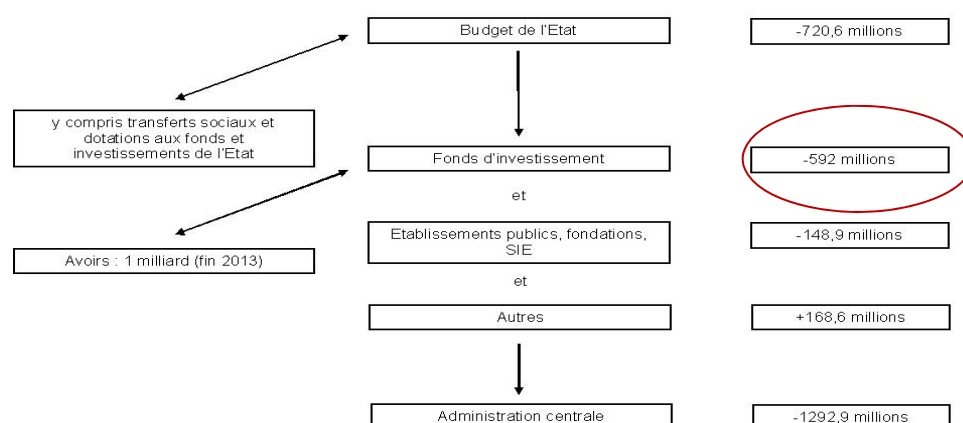 Budget de l'Etat
-720,6 millions
y compris transferts sociaux et
dotations aux fonds et
investissements de l'Etat
Fonds d'investissement
-592 millions
et
Etablissements publics, fondations,
SIE
-148,9 millions
Avoirs : 1 milliard (fin 2013)
et
Autres
+168,6 millions
Administration centrale
-1292,9 millions